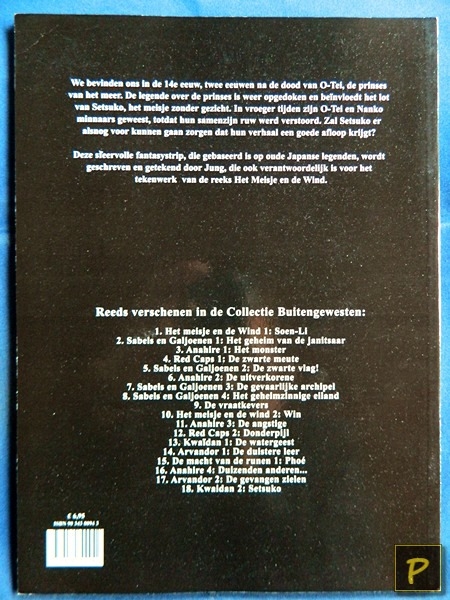 We bevinden ons in de 14e eeuw, twee eeuwen na de dood van O-Tei, de prinses
van het meer. De legende over de prinses is weer opgedoken en beïnvloedt het lot
van Setsuko, het meisje zonder gezicht. In vroeger tijden zijn O-Tei en Nanko
minnaars geweest, totdat hun samenzijn ruw werd verstoord. Zal Setsuko er
alsnog voor kunnen gaan zorgen dat hun verhaal een goede afloop krijgt?
Deze sfeervolle fantasystrip, die gebaseerd is op oude Japanse legenden, wordt
geschreven en getekend door Jung, die ook verantwoordelijk is voor het
tekenwerk van de reeks Het Meisje en de Wind.
Reeds verschenen in de Collectie Buitengewesten:
1. Het meisje en de Wind 1: Soen-Li
2. Sabels en Galjoenen 1: Het geheim van de janitsaar
3. Anahire 1: Het monster
4. Red Caps 1: De zwarte meute
5. Sabels en Galjoenen 2: De zwarte vlag!
6. Anahire 2: De uitverkorene
7. Sabels en Galjoenen 3: De gevaarlijke archipel
8. Sabels en Galjoenen 4: Het geheimzinnige eiland
9. De vraatkevers
10. Het meisje en de wind 2: Win
11. Anahire 3: De angstige
12. Red Caps 2: Donderpijl
13. Kwaidan 1: De watergeest
14. Arvandor 1: De duistere leer
15. De macht van de runen 1: Phoé
16. Anahire 4: Duizenden anderen...
17. Arvandor 2: De gevangen zielen
18. Kwaidan 2: Setsuko
€ 6,95
ISBN 90 345 8094 3
P